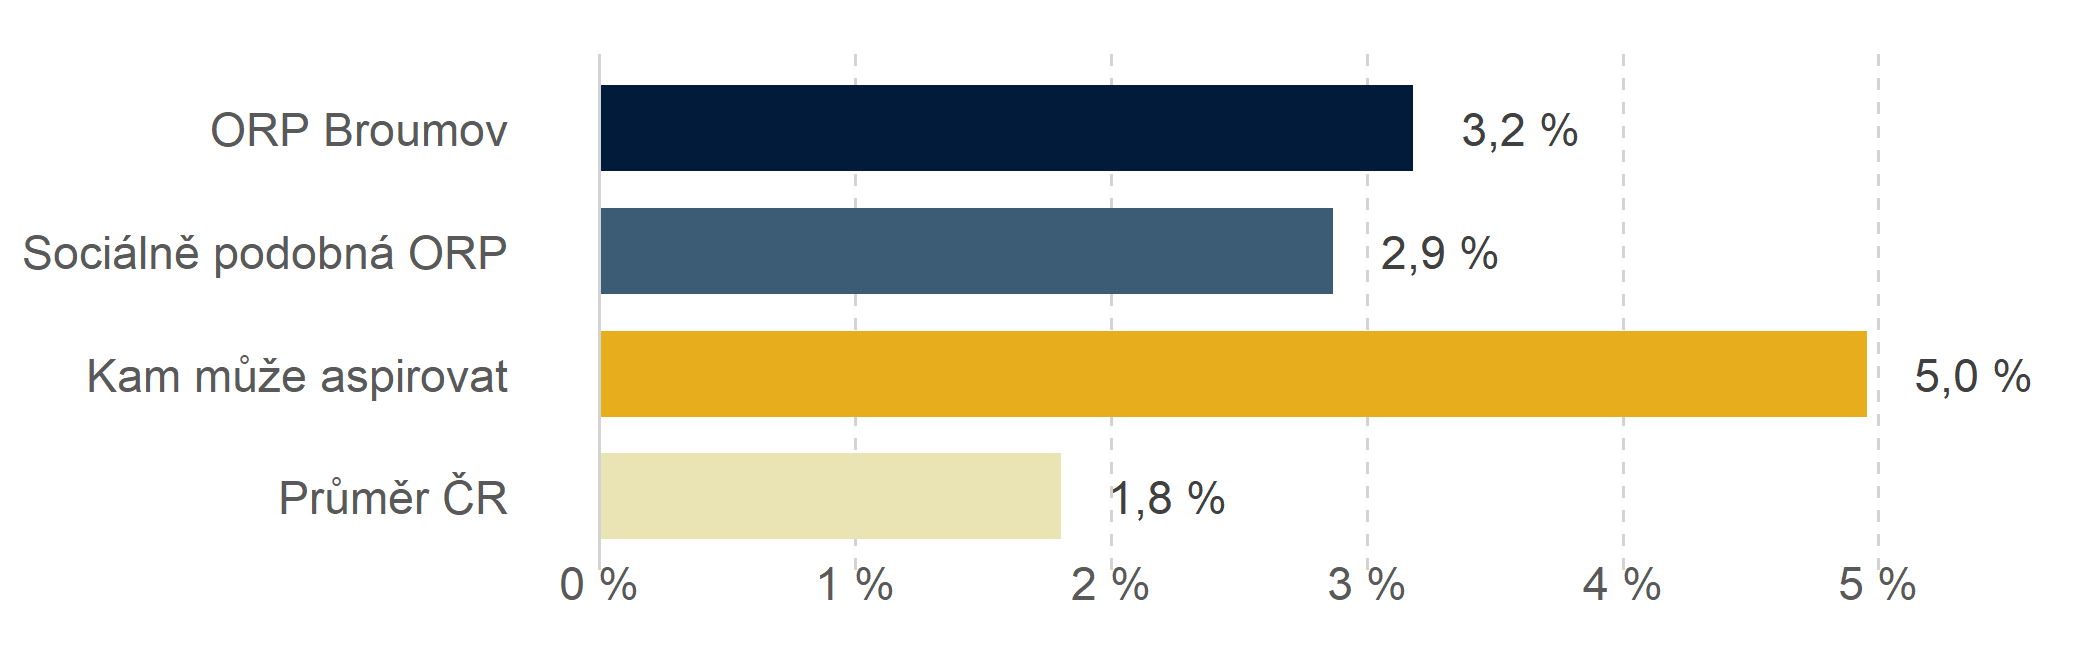 ORP Broumov 3,2 %
Sociálně podobná ORP 2,9 %
Kam může aspirovat 5,0 %
Průměr ČR 1,8 %
0 % 1 % 2 % 3 % 4 % 5 %